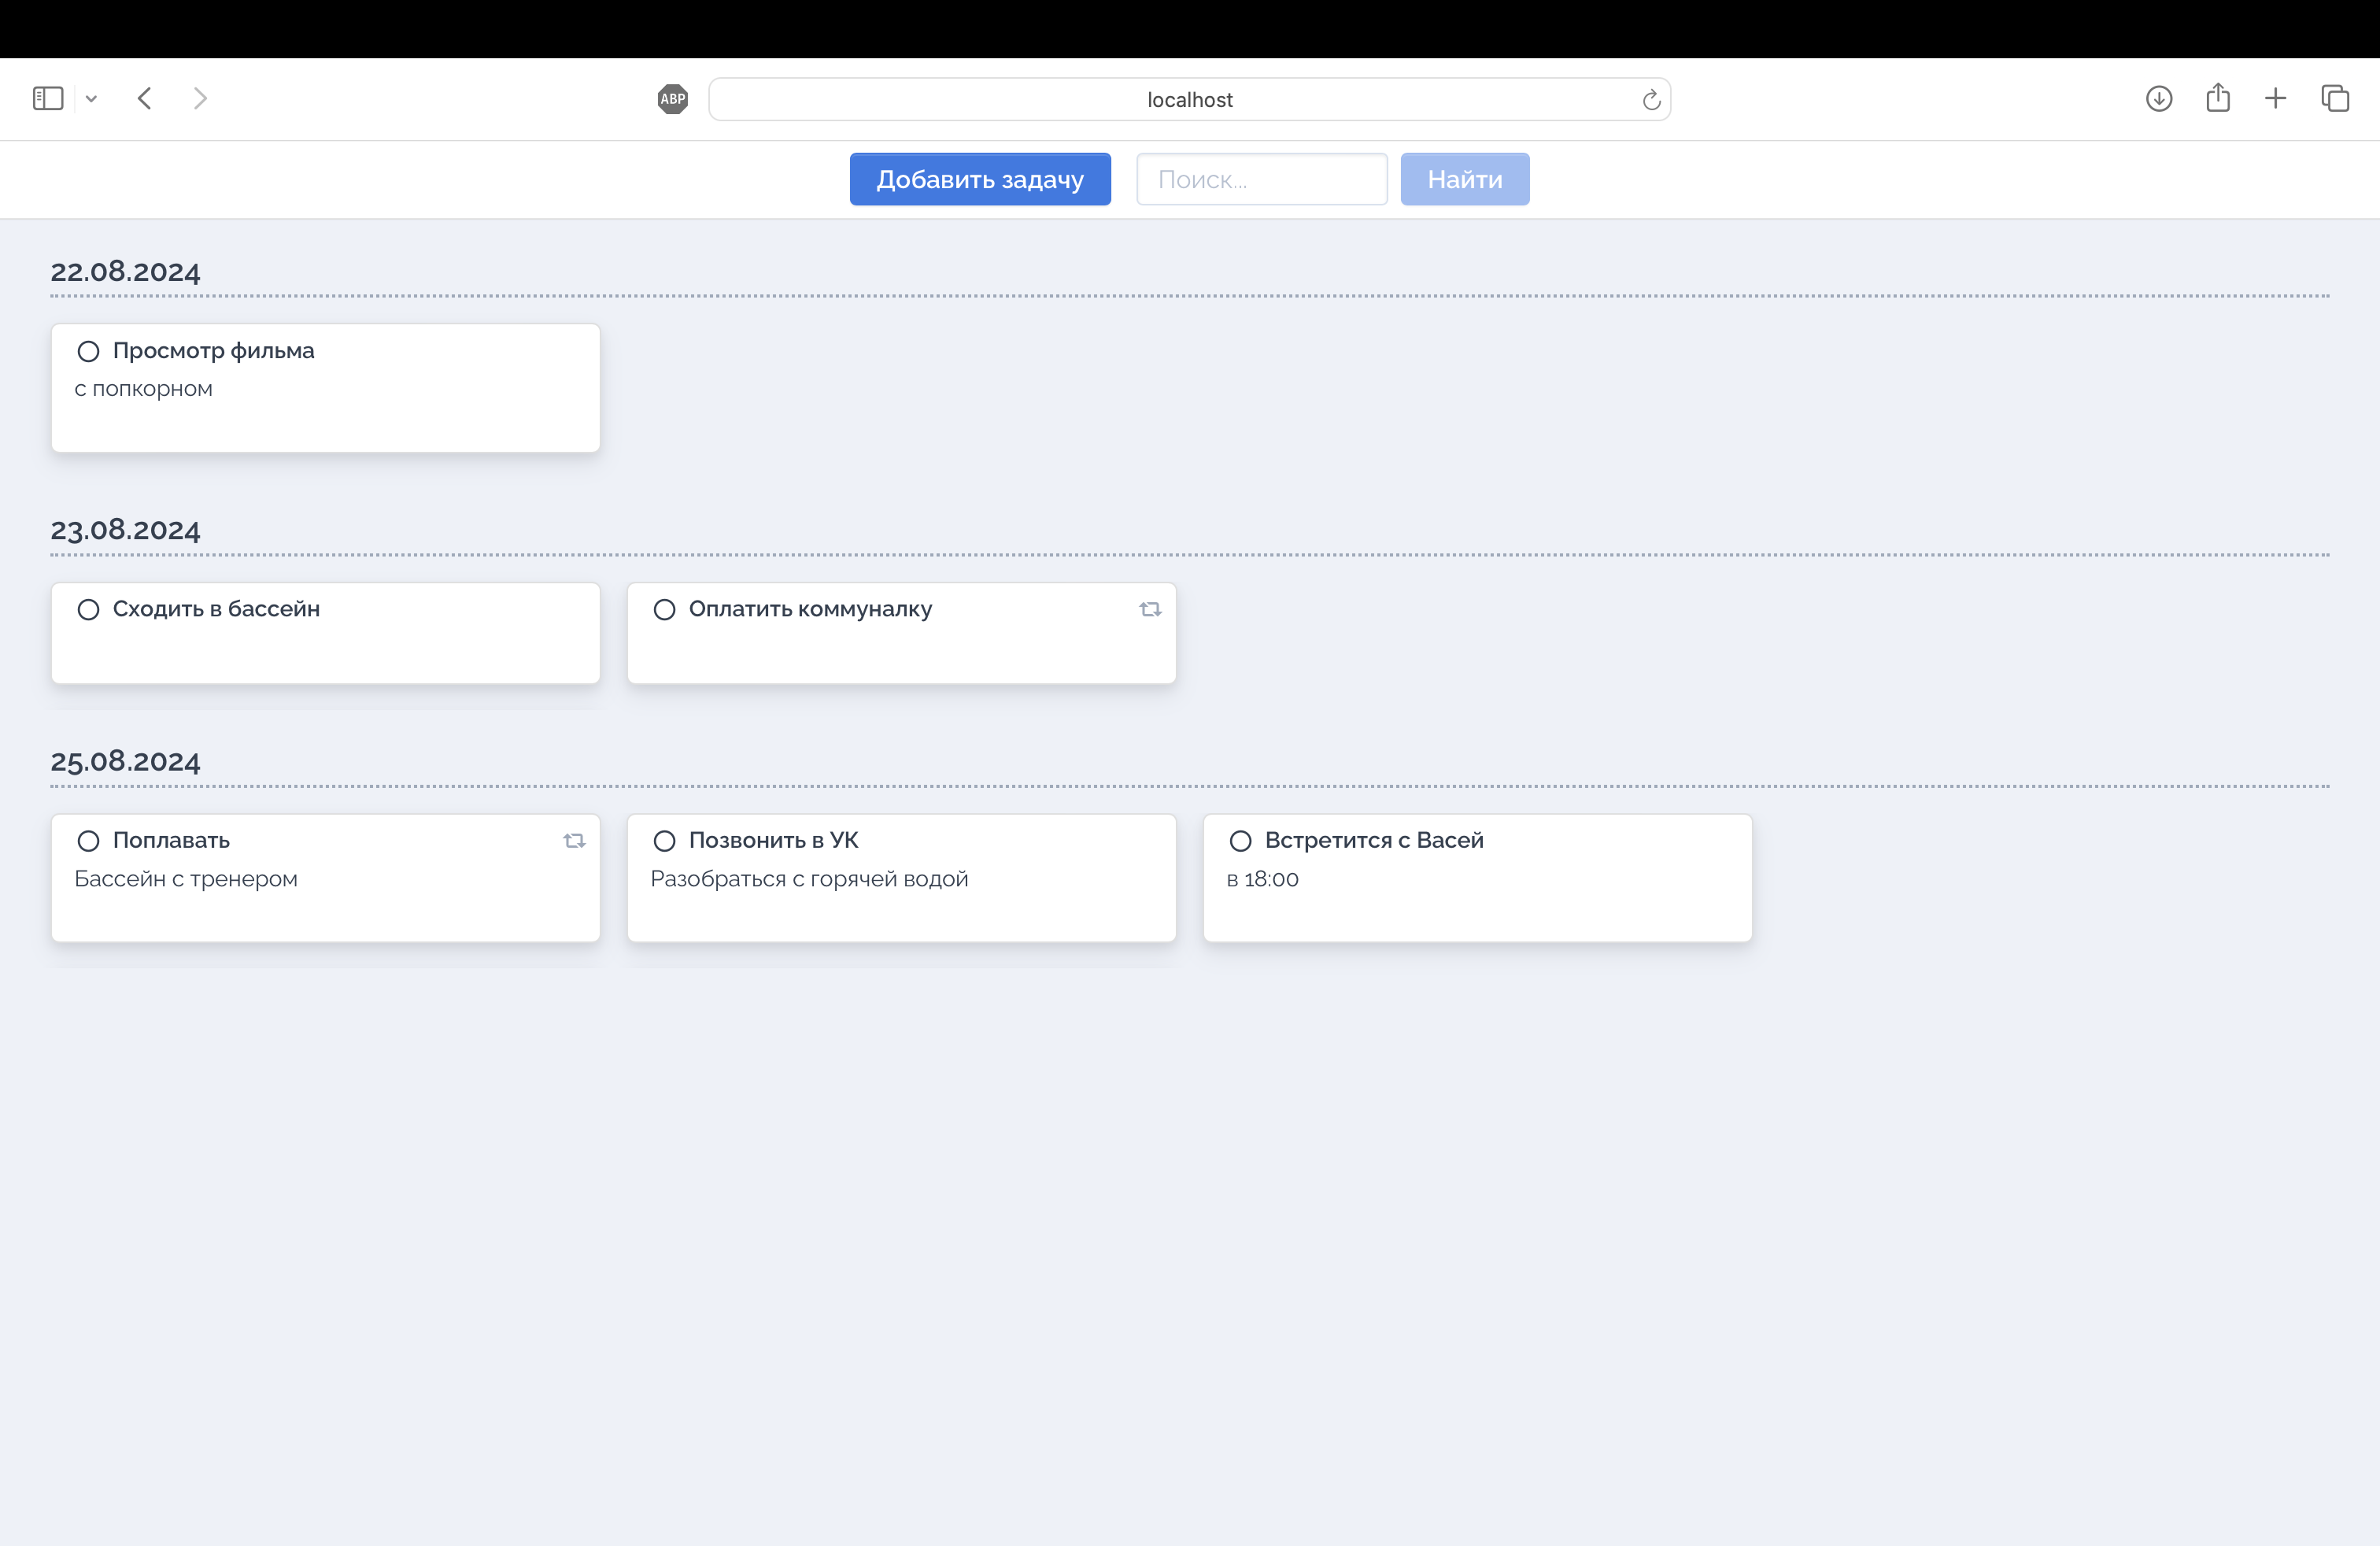 ABP
localhost
Добавить задачу
Поиск...
Найти
22.08.2024
Просмотр фильма
с попкорном
23.08.2024
Сходить в бассейн
Оплатить коммуналку
25.08.2024
Поплавать
Бассейн с тренером
Позвонить в УК
Разобраться с горячей водой
Встретится с Васей
в 18:00